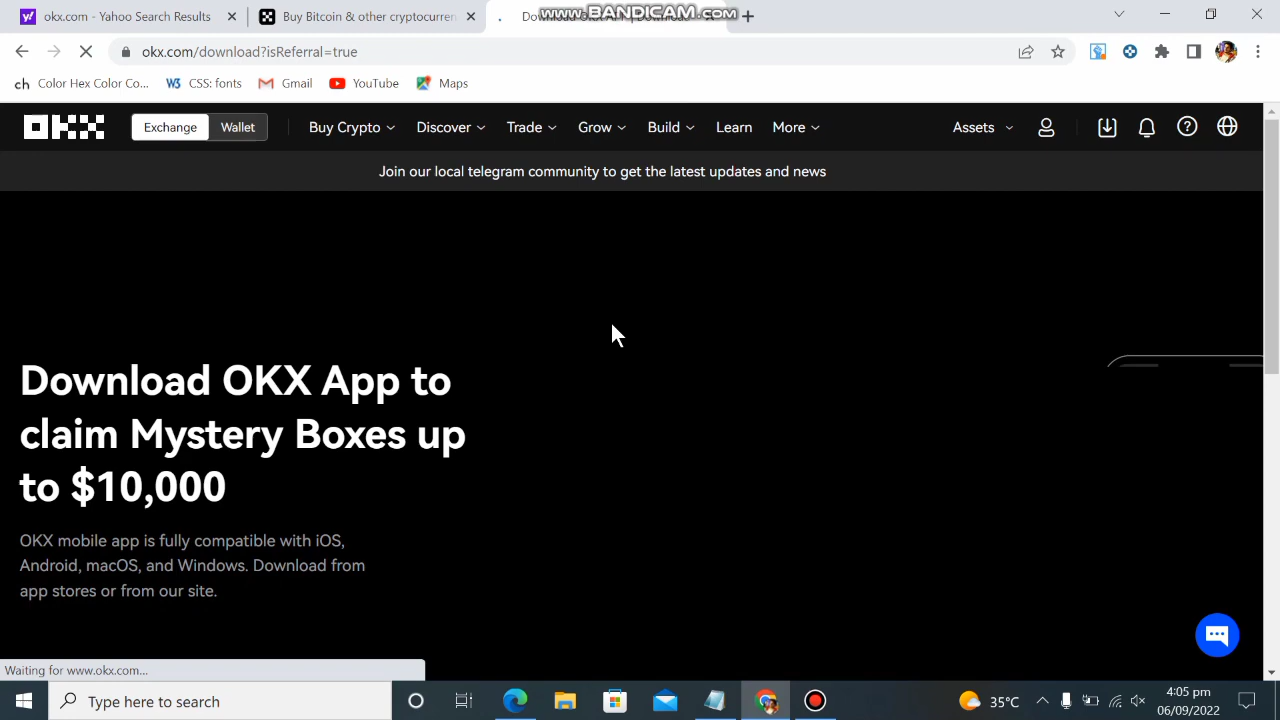 okx.com - Yahoo Search Results
Buy Bitcoin & other cryptocurren
www.BANDICAM.com
okx.com/download?isReferral=true
ch Color Hex Color Co...
W3 CSS: fonts
Gmail
YouTube
Maps
OKX
Exchange
Wallet
Buy Crypto
Discover
Trade
Grow
Build
Learn
More
Assets
Join our local telegram community to get the latest updates and news
Download OKX App to
claim Mystery Boxes up
to $10,000
OKX mobile app is fully compatible with iOS,
Android, macOS, and Windows. Download from
app stores or from our site.
Waiting for www.okx.com...
Type here to search
35°C
4:05 pm
06/09/2022